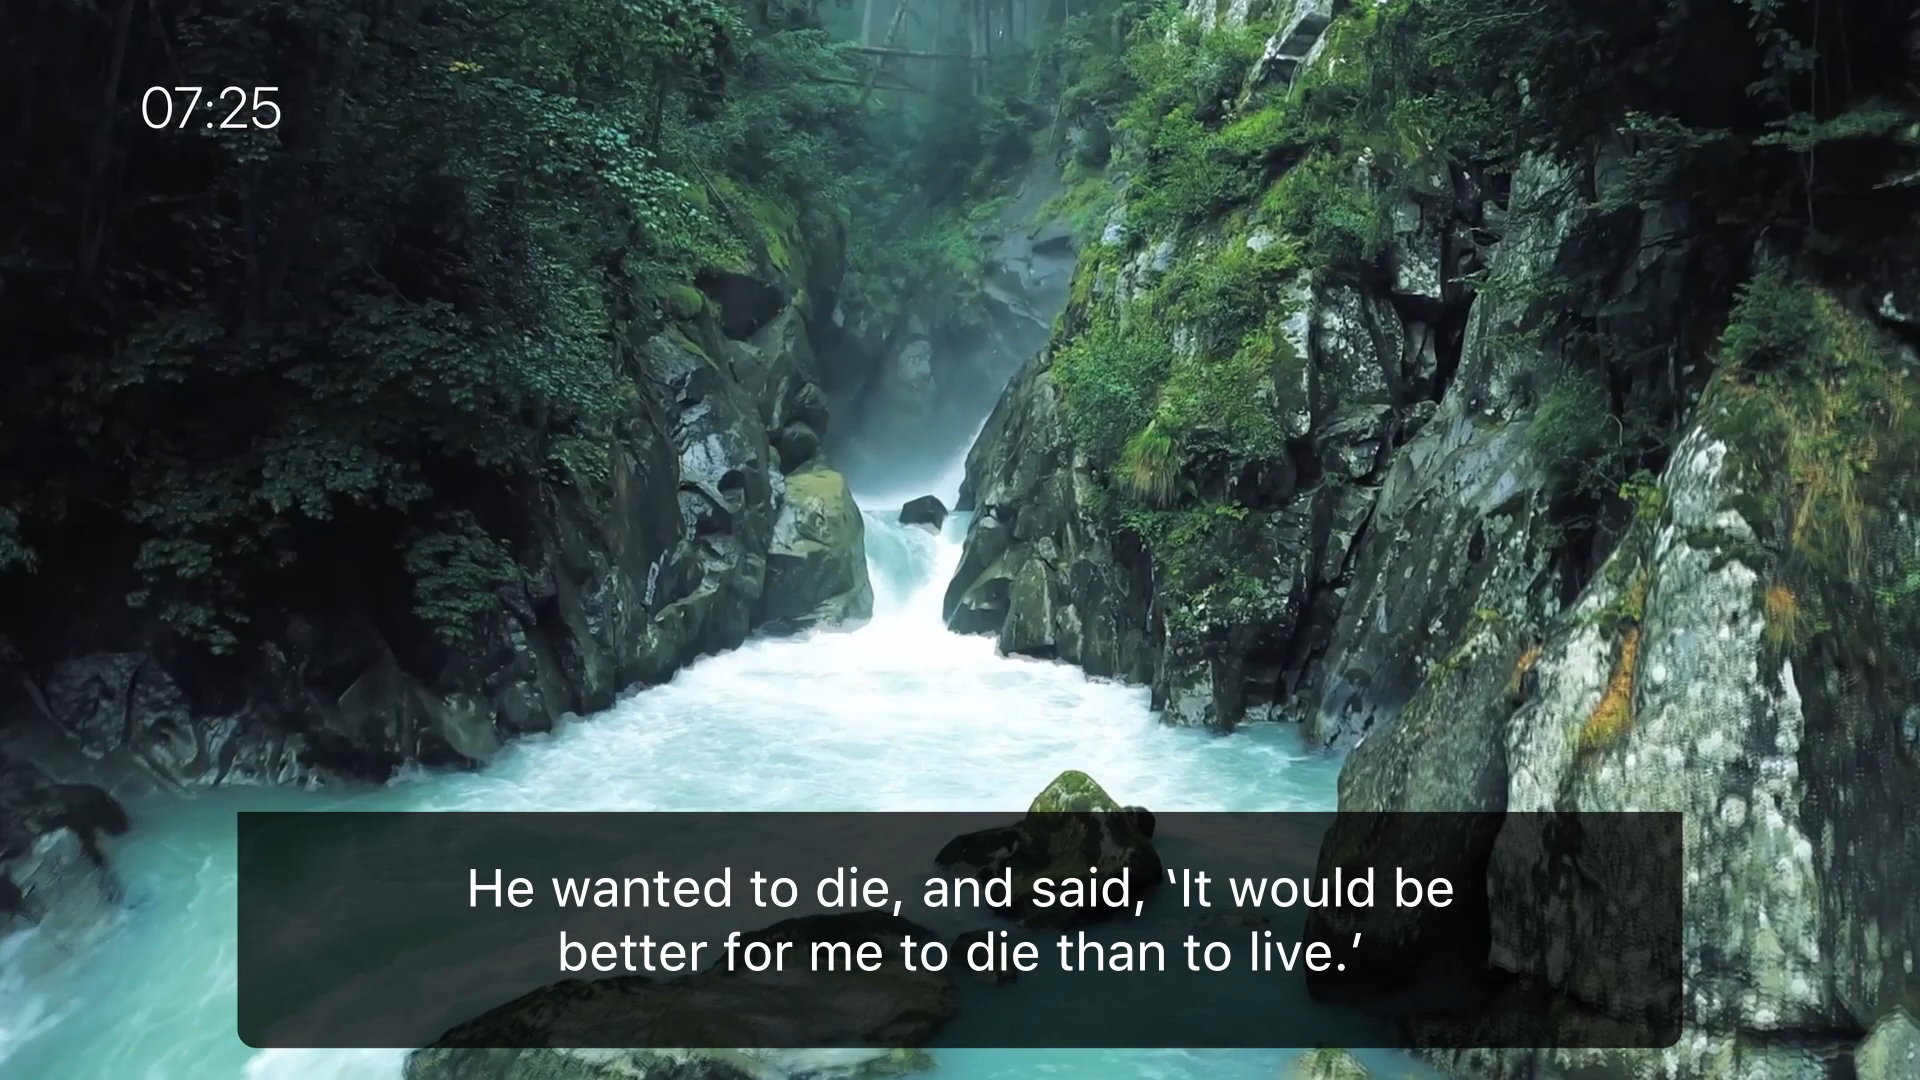 07:25
He wanted to die, and said, ‘It would be
better for me to die than to live.’